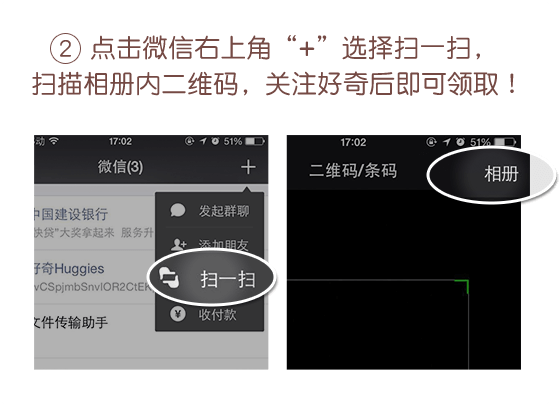 ② 点击微信右上角“+”选择扫一扫，
扫描相册内二维码，关注好奇后即可领取！
动 17:02 51%
微信(3) +
中国建设银行
快贷"大奖拿起来 服务升
好奇Huggies
vCSpjmbSnvIOR2CtEK
文件传输助手
发起群聊
添加朋友
扫一扫
收付款
17:02 51%
二维码/条码 相册